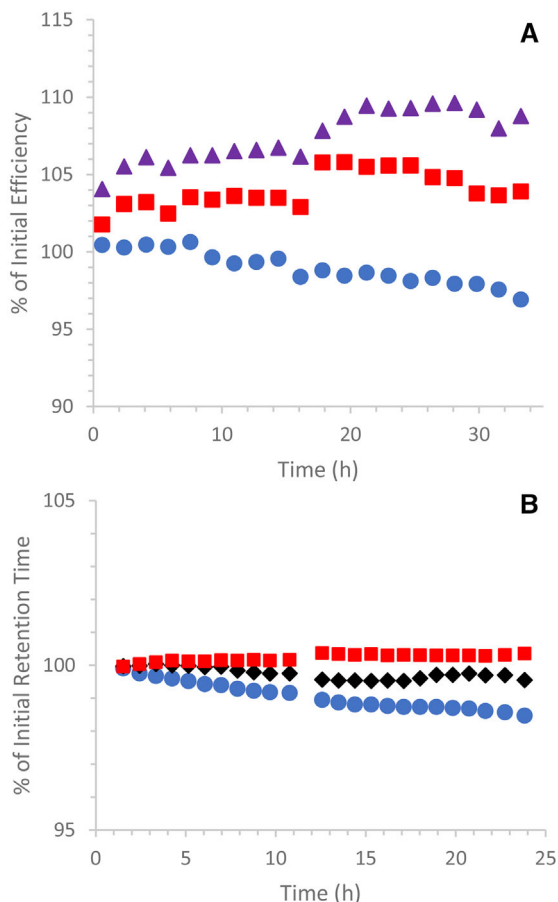 A
115
110
105
100
95
90
% of Initial Efficiency
0 10 20 30
Time (h)
B
105
100
95
% of Initial Retention Time
0 5 10 15 20 25
Time (h)